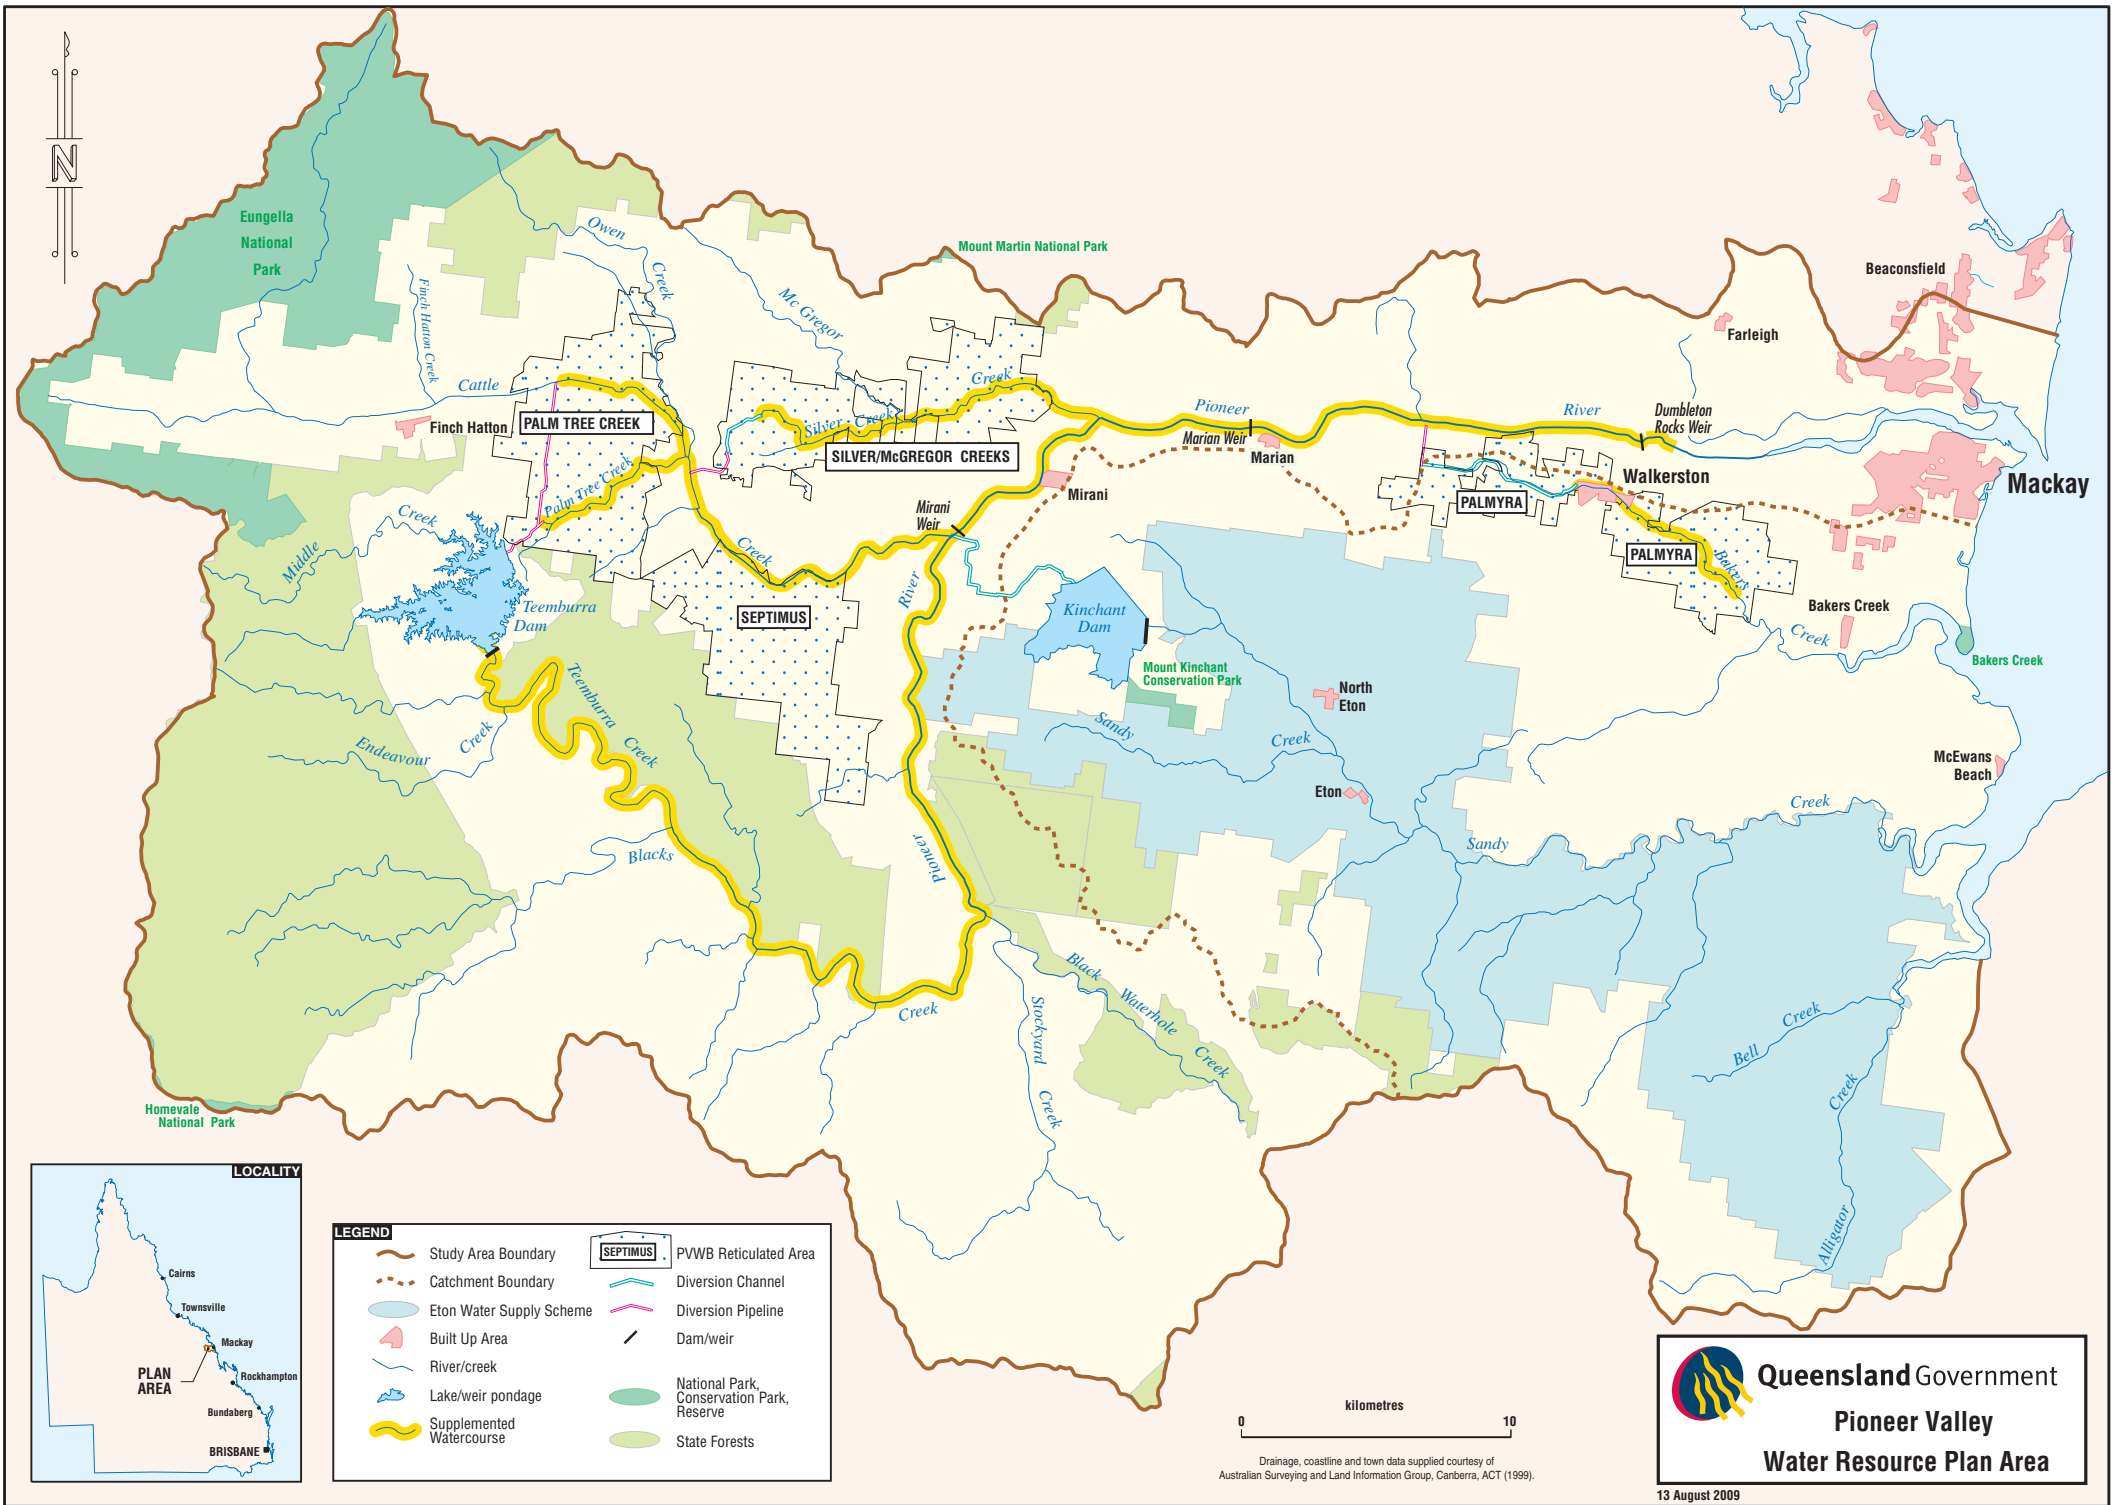 N
Eungella
National
Park
Owen
Creek
Finch Hatton Creek
Mc Gregor
Mount Martin National Park
Beaconsfield
Farleigh
Cattle
Finch Hatton
PALM TREE CREEK
Palm Tree Creek
Silver Creek
Creek
SILVER/McGREGOR CREEKS
Pioneer
River
Marian Weir
Marian
Dumbleton
Rocks Weir
Walkerston
Mackay
PALMYRA
PALMYRA
Bakers
Creek
Bakers Creek
Bakers Creek
Mirani
Mirani
Weir
Creek
Middle
Creek
Teemburra
Dam
SEPTIMUS
River
Kinchant
Dam
Mount Kinchant
Conservation Park
North
Eton
Sandy
Creek
Eton
McEwans
Beach
Creek
Sandy
Teemburra
Creek
Endeavour
Creek
Blacks
Pioneer
Creek
Black
Waterhole
Creek
Stockyard
Creek
Bell
Creek
Creek
Alligator
Homevale
National Park
LOCALITY
Cairns
Townsville
Mackay
PLAN
AREA
Rockhampton
Bundaberg
BRISBANE
LEGEND
Study Area Boundary
Catchment Boundary
Eton Water Supply Scheme
Built Up Area
River/creek
Lake/weir pondage
Supplemented
Watercourse
SEPTIMUS
PVWB Reticulated Area
Diversion Channel
Diversion Pipeline
Dam/weir
National Park,
Conservation Park,
Reserve
State Forests
kilometres
0 10
Drainage, coastline and town data supplied courtesy of
Australian Surveying and Land Information Group, Canberra, ACT (1999).
Queensland Government
Pioneer Valley
Water Resource Plan Area
13 August 2009